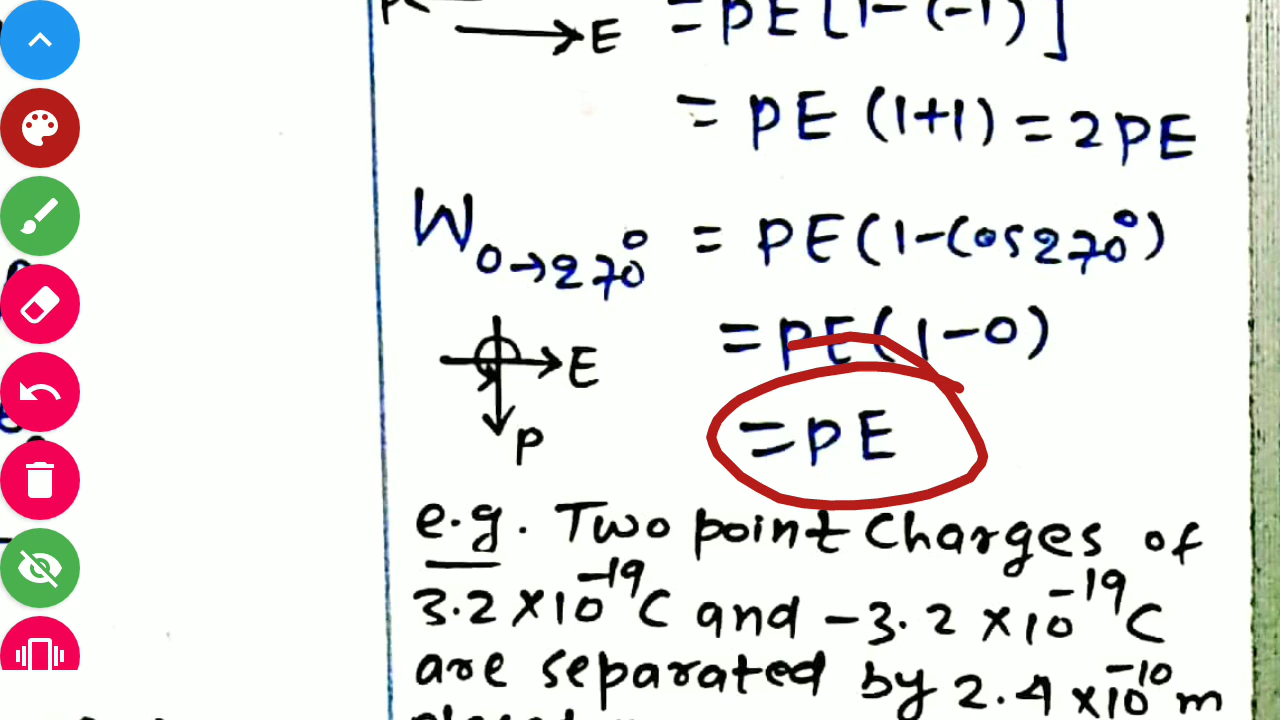 → E = PE [1-(-1)]
= PE (1+1) = 2PE
W0→270° = PE(1-Cos270°)
= PE(1-0)
E
= PE
P
e.g. Two point Charges of
3.2 ×10⁻¹⁹C and -3.2 ×10⁻¹⁹C
are separated by 2.4 ×10⁻¹⁰m